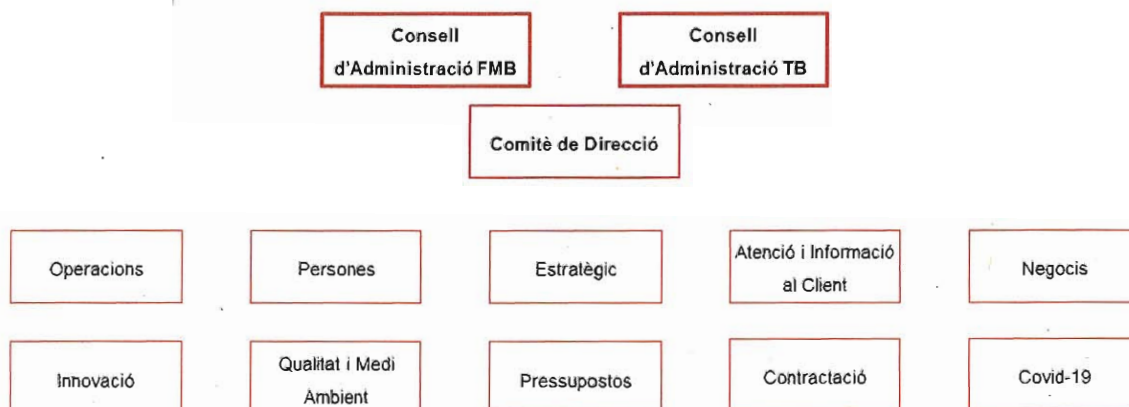 Consell
d'Administració FMB
Consell
d'Administració TB
Comitè de Direcció
Operacions
Persones
Estratègic
Atenció i Informació
al Client
Negocis
Innovació
Qualitat i Medi
Ambient
Pressupostos
Contractació
Covid-19